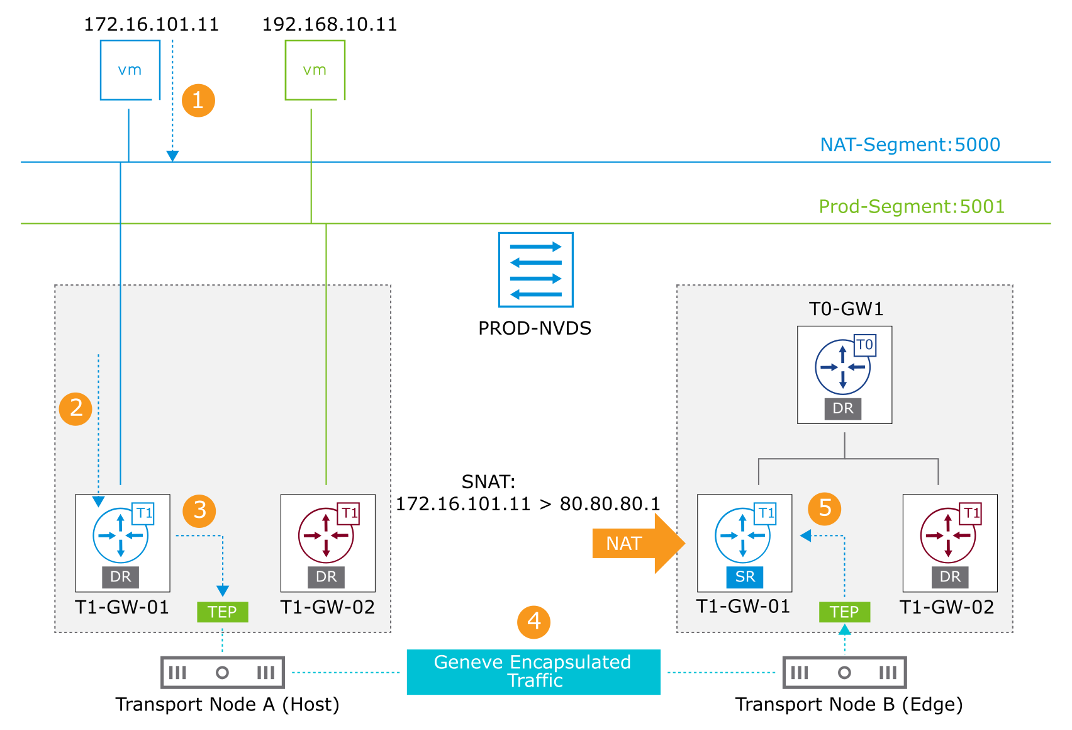 172.16.101.11
192.168.10.11
vm
vm
1
NAT-Segment:5000
Prod-Segment:5001
PROD-NVDS
T0-GW1
T0
DR
2
3
SNAT:
172.16.101.11 > 80.80.80.1
NAT
5
T1
DR
T1-GW-01
T1
DR
T1-GW-02
T1
SR
T1-GW-01
T1
DR
T1-GW-02
TEP
TEP
4
Geneve Encapsulated
Traffic
Transport Node A (Host)
Transport Node B (Edge)